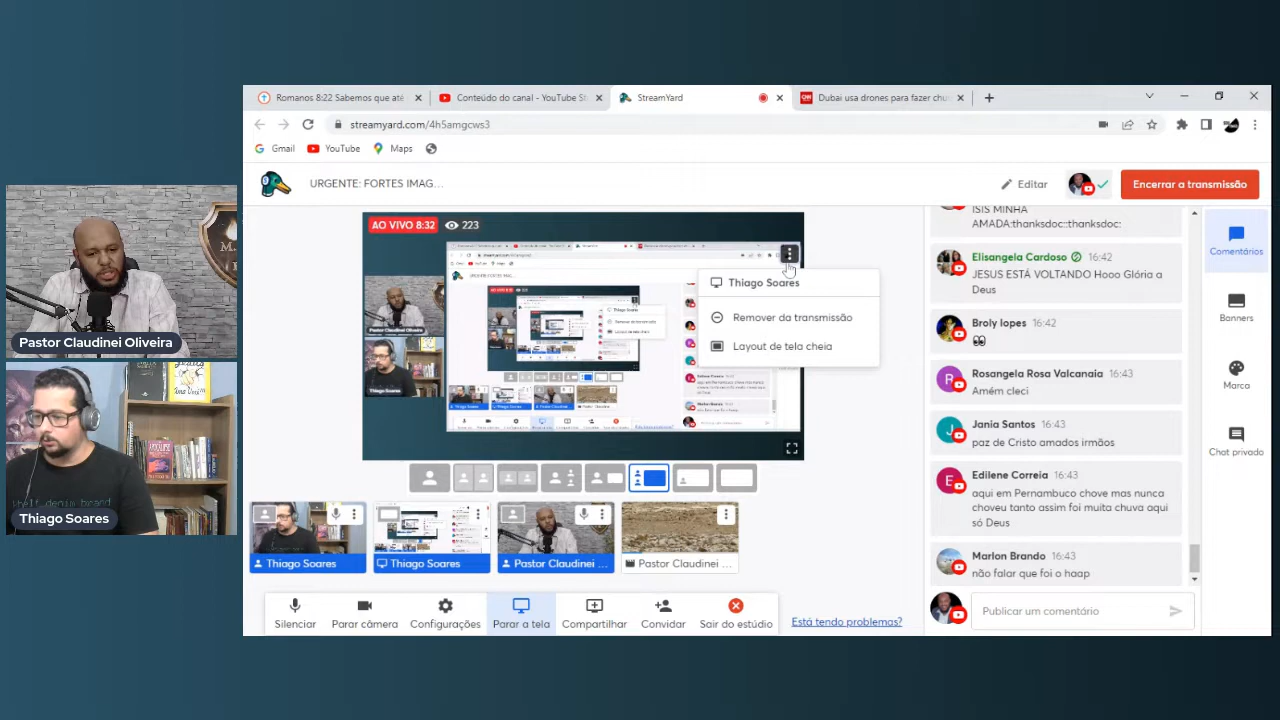 Romanos 8:22 Sabemos que até
Conteúdo do canal - YouTube St
StreamYard
CNN
Dubai usa drones para fazer chu
streamyard.com/4h5amgcws3
Gmail
YouTube
Maps
URGENTE: FORTES IMAG...
Editar
Encerrar a transmissão
AO VIVO 8:32
223
Thiago Soares
Remover da transmissão
Layout de tela cheia
Pastor Claudinei Oliveira
Thiago Soares
Pastor Claudinei Oliveira
Thiago Soares
Thiago Soares
Thiago Soares
Pastor Claudinei ...
Pastor Claudinei ...
Silenciar
Parar câmera
Configurações
Parar a tela
Compartilhar
Convidar
Sair do estúdio
Está tendo problemas?
ISIS MINHA
AMADA:thanksdoc::thanksdoc:
Elisangela Cardoso 16:42
JESUS ESTÁ VOLTANDO Hooo Glória a
Deus
Broly lopes 16:42
👀
Rosangela Rosa Valcanaia 16:43
Amém cleci
Jania Santos 16:43
paz de Cristo amados irmãos
Edilene Correia 16:43
aqui em Pernambuco chove mas nunca
choveu tanto assim foi muita chuva aqui
só Deus
Marlon Brando 16:43
não falar que foi o haap
Publicar um comentário
Comentários
Banners
Marca
Chat privado